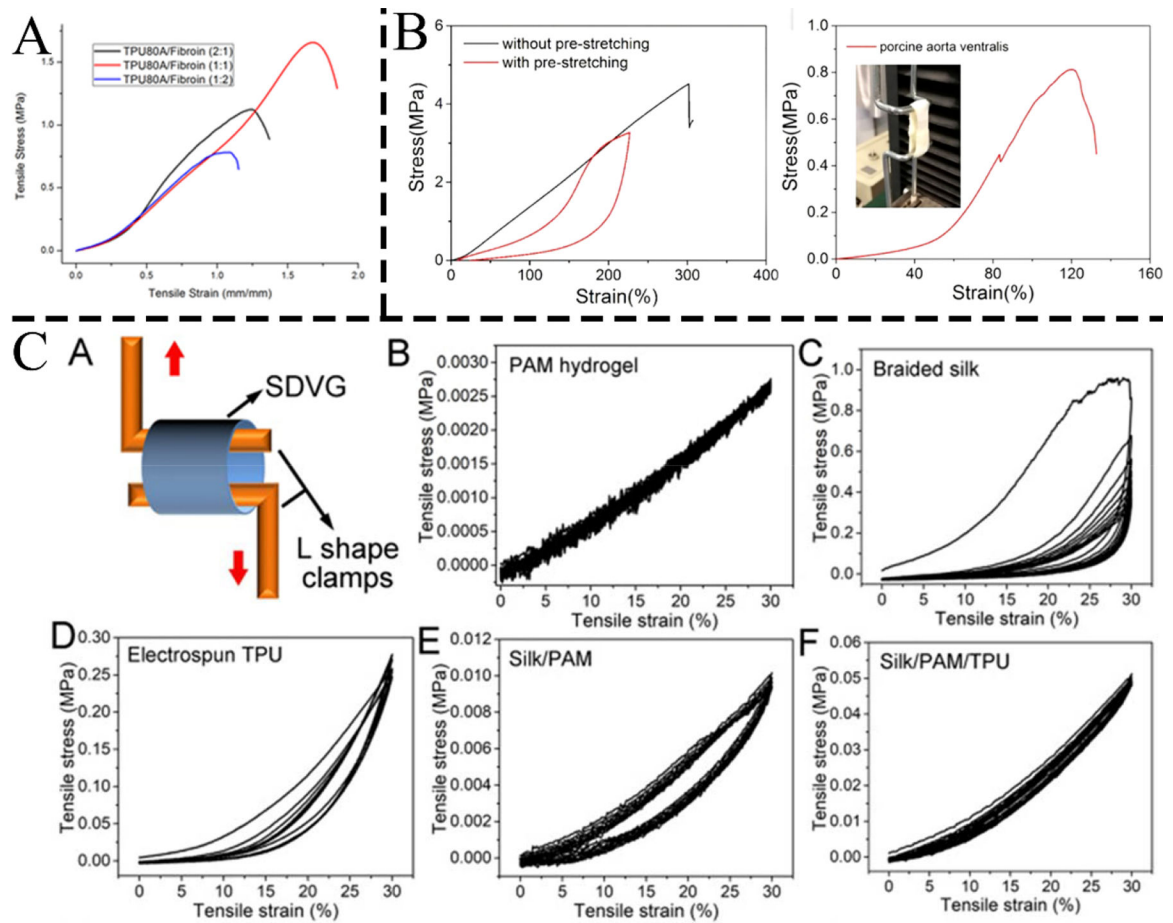 A
TPU80A/Fibroin (2:1)
TPU80A/Fibroin (1:1)
TPU80A/Fibroin (1:2)
Tensile Stress (MPa)
1.5
1.0
0.5
0.0
0.0 0.5 1.0 1.5 2.0
Tensile Strain (mm/mm)
B
without pre-stretching
with pre-stretching
Stress(MPa)
6
4
2
0
0 100 200 300 400
Strain(%)
porcine aorta ventralis
Stress(MPa)
1.0
0.8
0.6
0.4
0.2
0.0
0 40 80 120 160
Strain(%)
C
A
SDVG
L shape
clamps
B
PAM hydrogel
Tensile stress (MPa)
0.0030
0.0025
0.0020
0.0015
0.0010
0.0005
0.0000
0 5 10 15 20 25 30
Tensile strain (%)
C
Braided silk
Tensile stress (MPa)
1.0
0.8
0.6
0.4
0.2
0.0
0 5 10 15 20 25 30
Tensile strain (%)
D
Electrospun TPU
Tensile stress (MPa)
0.30
0.25
0.20
0.15
0.10
0.05
0.00
0 5 10 15 20 25 30
Tensile strain (%)
E
Silk/PAM
Tensile stress (MPa)
0.012
0.010
0.008
0.006
0.004
0.002
0.000
0 5 10 15 20 25 30
Tensile strain (%)
F
Silk/PAM/TPU
Tensile stress (MPa)
0.06
0.05
0.04
0.03
0.02
0.01
0.00
0 5 10 15 20 25 30
Tensile strain (%)